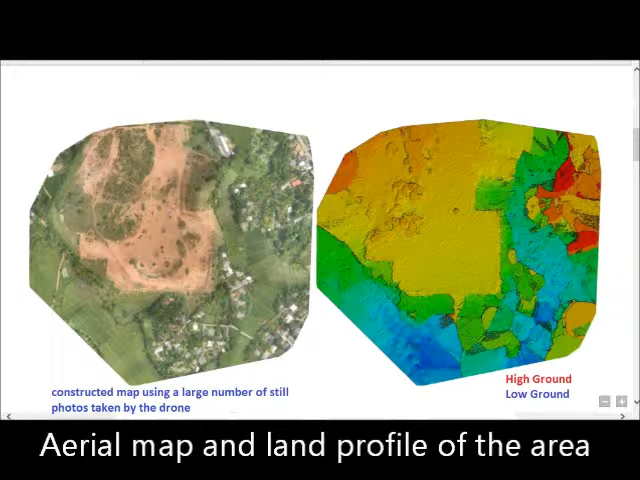 constructed map using a large number of still
photos taken by the drone
High Ground
Low Ground
Aerial map and land profile of the area